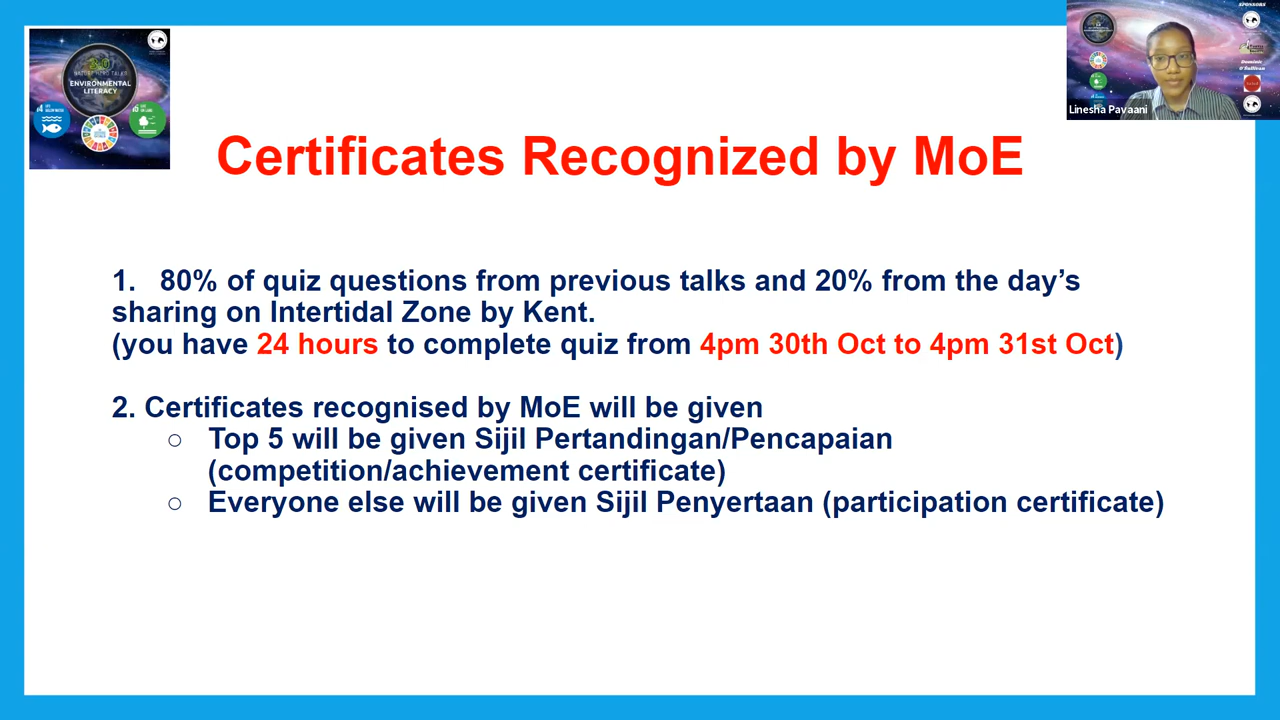 ENVIRONMENTAL
LITERACY
SPONSORS
Dominic
O'Sullivan
Linesha Pavaani
Certificates Recognized by MoE
1. 80% of quiz questions from previous talks and 20% from the day's
sharing on Intertidal Zone by Kent.
(you have 24 hours to complete quiz from 4pm 30th Oct to 4pm 31st Oct)
2. Certificates recognised by MoE will be given
○ Top 5 will be given Sijil Pertandingan/Pencapaian
(competition/achievement certificate)
○ Everyone else will be given Sijil Penyertaan (participation certificate)